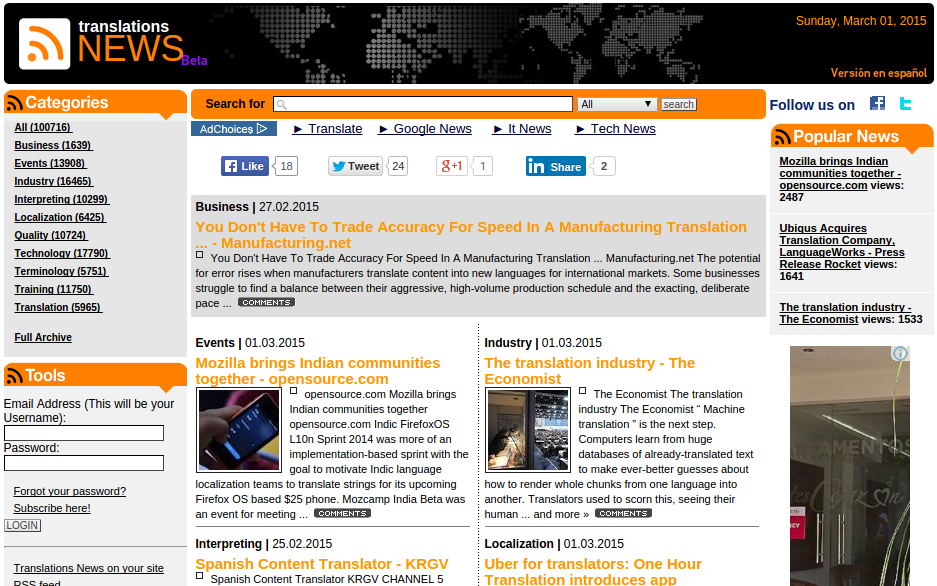 translations
NEWS
Beta
Sunday, March 01, 2015
Versión en español
Categories
All (100716)
Business (1639)
Events (13908)
Industry (16465)
Interpreting (10299)
Localization (6425)
Quality (10724)
Technology (17790)
Terminology (5751)
Training (11750)
Translation (5965)
Full Archive
Tools
Email Address (This will be your
Username):
Password:
Forgot your password?
Subscribe here!
LOGIN
Translations News on your site
RSS feed
Search for
All
search
AdChoices
► Translate ► Google News ► It News ► Tech News
Like 18 Tweet 24 g+1 1 in Share 2
Business | 27.02.2015
You Don't Have To Trade Accuracy For Speed In A Manufacturing Translation
... - Manufacturing.net
You Don't Have To Trade Accuracy For Speed In A Manufacturing Translation ... Manufacturing.net The potential
for error rises when manufacturers translate content into new languages for international markets. Some businesses
struggle to find a balance between their aggressive, high-volume production schedule and the exacting, deliberate
pace ... COMMENTS
Events | 01.03.2015
Mozilla brings Indian communities
together - opensource.com
opensource.com Mozilla brings
Indian communities together
opensource.com Indic FirefoxOS
L10n Sprint 2014 was more of an
implementation-based sprint with the
goal to motivate Indic language
localization teams to translate strings for its upcoming
Firefox OS based $25 phone. Mozcamp India Beta was
an event for meeting ... COMMENTS
Industry | 01.03.2015
The translation industry - The
Economist
The Economist The translation
industry The Economist “ Machine
translation ” is the next step.
Computers learn from huge
databases of already-translated text
to make ever-better guesses about
how to render whole chunks from one language into
another. Translators used to scorn this, seeing their
human ... and more » COMMENTS
Interpreting | 25.02.2015
Spanish Content Translator - KRGV
Spanish Content Translator KRGV CHANNEL 5
Localization | 01.03.2015
Uber for translators: One Hour
Translation introduces app
Follow us on
Popular News
Mozilla brings Indian
communities together -
opensource.com views:
2487
Ubiqus Acquires
Translation Company,
LanguageWorks - Press
Release Rocket views:
1641
The translation industry -
The Economist views: 1533